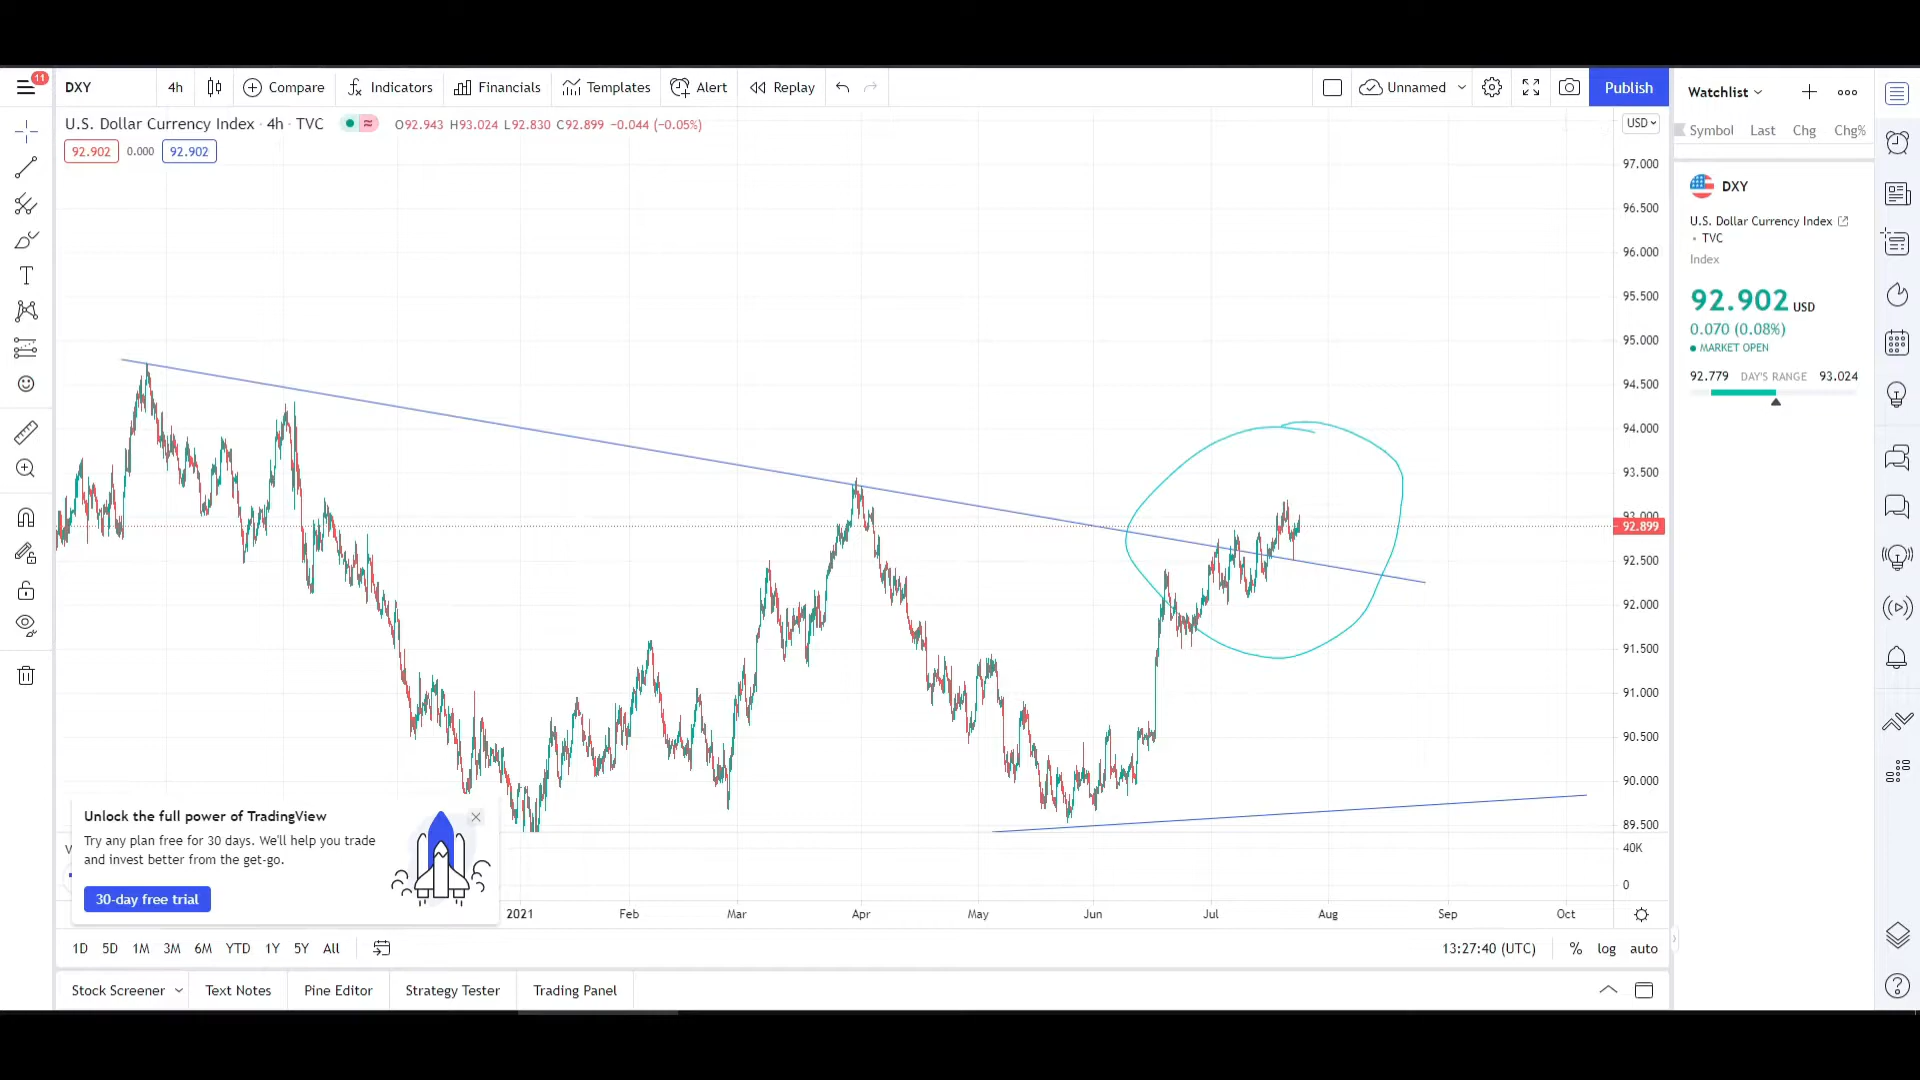 11
DXY
4h
Compare
Indicators
Financials
Templates
Alert
Replay
Unnamed
Publish
Watchlist
U.S. Dollar Currency Index · 4h · TVC
O92.943 H93.024 L92.830 C92.899 −0.044 (−0.05%)
USD
Symbol Last Chg Chg%
92.902
0.000
92.902
97.000
96.500
96.000
95.500
95.000
94.500
94.000
93.500
93.000
92.899
92.500
92.000
91.500
91.000
90.500
90.000
89.500
40K
0
DXY
U.S. Dollar Currency Index
• TVC
Index
92.902 USD
0.070 (0.08%)
MARKET OPEN
92.779 DAY'S RANGE 93.024
Unlock the full power of TradingView
Try any plan free for 30 days. We'll help you trade
and invest better from the get-go.
30-day free trial
2021 Feb Mar Apr May Jun Jul Aug Sep Oct
1D 5D 1M 3M 6M YTD 1Y 5Y All
13:27:40 (UTC)
% log auto
Stock Screener
Text Notes
Pine Editor
Strategy Tester
Trading Panel